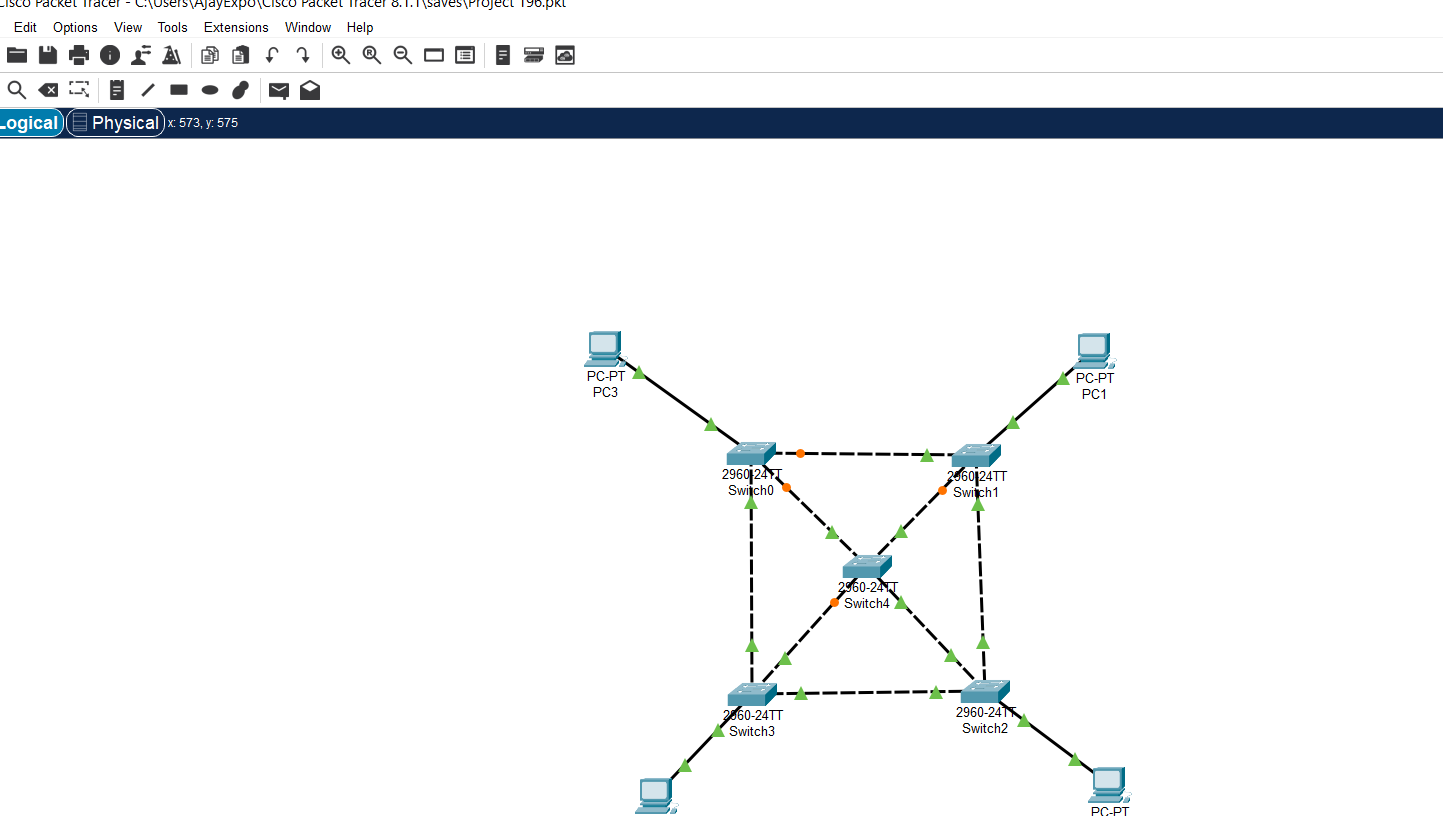 Cisco Packet Tracer - C:\Users\AjayExpo\Cisco Packet Tracer 8.1.1\saves\Project 196.pkt
Edit Options View Tools Extensions Window Help
Logical Physical x: 573, y: 575
PC-PT
PC3
PC-PT
PC1
2960-24TT
Switch0
2960-24TT
Switch1
2960-24TT
Switch4
2960-24TT
Switch3
2960-24TT
Switch2
PC-PT